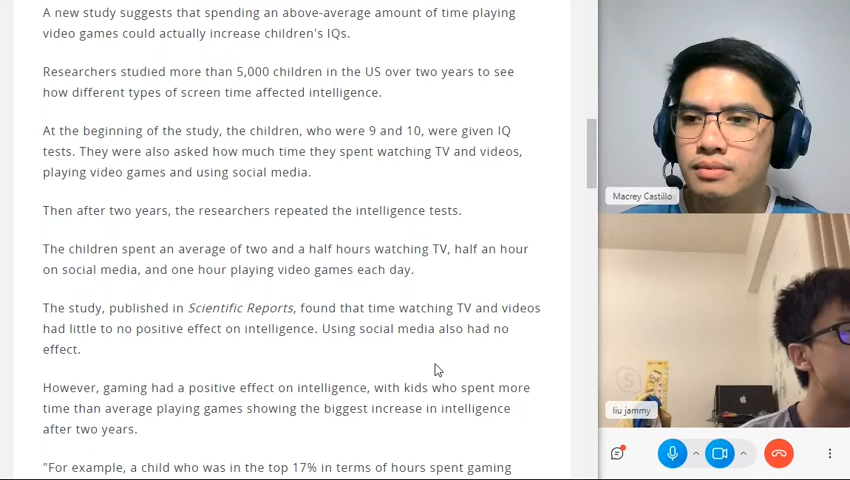 A new study suggests that spending an above-average amount of time playing
video games could actually increase children's IQs.
Researchers studied more than 5,000 children in the US over two years to see
how different types of screen time affected intelligence.
At the beginning of the study, the children, who were 9 and 10, were given IQ
tests. They were also asked how much time they spent watching TV and videos,
playing video games and using social media.
Then after two years, the researchers repeated the intelligence tests.
The children spent an average of two and a half hours watching TV, half an hour
on social media, and one hour playing video games each day.
The study, published in Scientific Reports, found that time watching TV and videos
had little to no positive effect on intelligence. Using social media also had no
effect.
However, gaming had a positive effect on intelligence, with kids who spent more
time than average playing games showing the biggest increase in intelligence
after two years.
"For example, a child who was in the top 17% in terms of hours spent gaming
Macrey Castillo
liu jammy